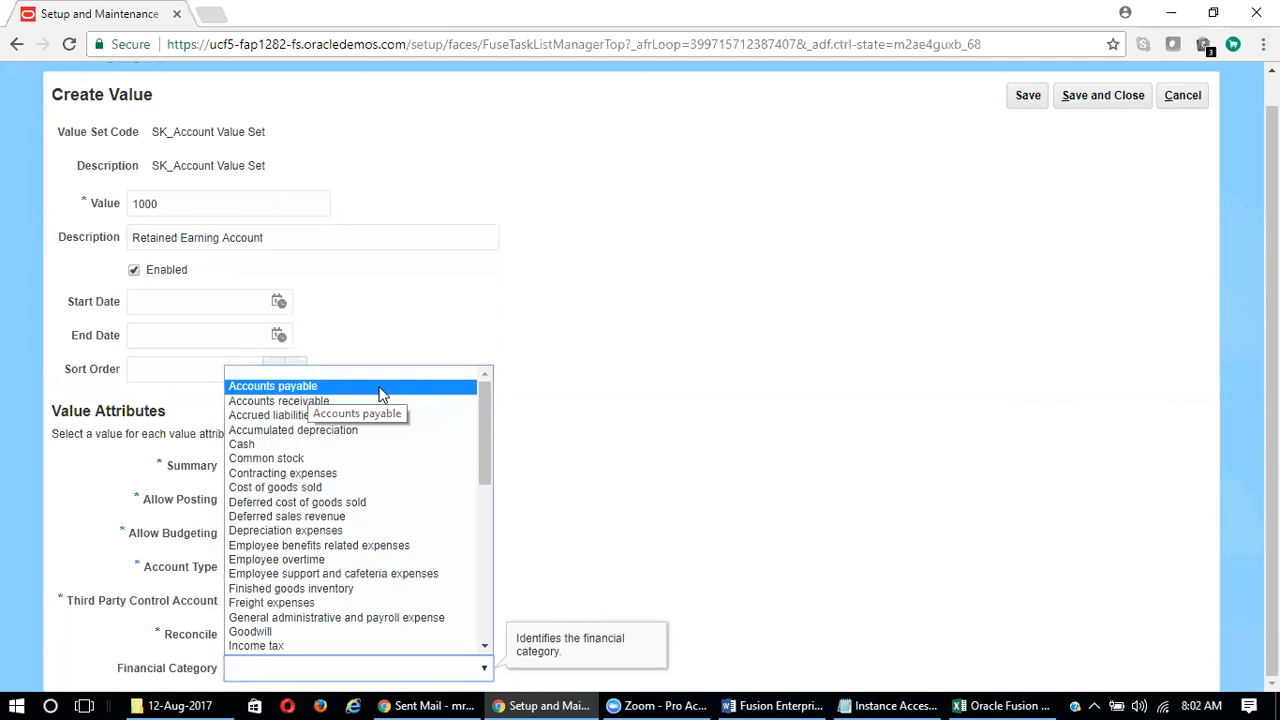 Setup and Maintenance
Secure
https://ucf5-fap1282-fs.oracledemos.com/setup/faces/FuseTaskListManagerTop?_afrLoop=399715712387407&_adf.ctrl-state=m2ae4guxb_68
3
Create Value
Save
Save and Close
Cancel
Value Set Code SK_Account Value Set
Description SK_Account Value Set
* Value 1000
Description Retained Earning Account
Enabled
Start Date
End Date
Sort Order
Value Attributes
Select a value for each value attrib
* Summary
* Allow Posting
* Allow Budgeting
* Account Type
* Third Party Control Account
* Reconcile
Financial Category
Accounts payable
Accounts receivable
Accrued liabilitie
Accounts payable
Accumulated depreciation
Cash
Common stock
Contracting expenses
Cost of goods sold
Deferred cost of goods sold
Deferred sales revenue
Depreciation expenses
Employee benefits related expenses
Employee overtime
Employee support and cafeteria expenses
Finished goods inventory
Freight expenses
General administrative and payroll expense
Goodwill
Income tax
Identifies the financial
category.
12-Aug-2017
Sent Mail - mr...
Setup and Mai...
Zoom - Pro Ac...
Fusion Enterpri...
Instance Acces...
Oracle Fusion ...
8:02 AM